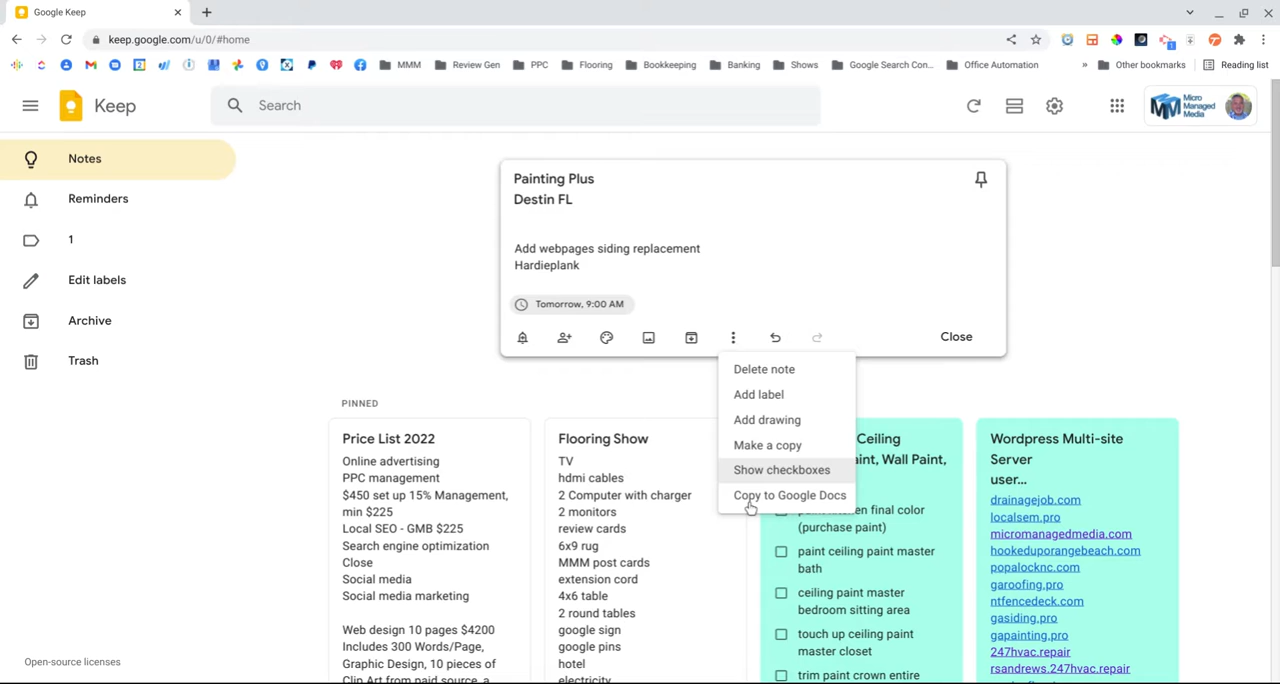 Google Keep
keep.google.com/u/0/#home
MMM
Review Gen
PPC
Flooring
Bookkeeping
Banking
Shows
Google Search Con...
Office Automation
»
Other bookmarks
Reading list
Keep
Search
Micro
Managed
Media
Notes
Reminders
1
Edit labels
Archive
Trash
Open-source licenses
Painting Plus
Destin FL
Add webpages siding replacement
Hardieplank
Tomorrow, 9:00 AM
Close
Delete note
Add label
Add drawing
Make a copy
Show checkboxes
Copy to Google Docs
PINNED
Price List 2022
Online advertising
PPC management
$450 set up 15% Management,
min $225
Local SEO - GMB $225
Search engine optimization
Close
Social media
Social media marketing
Web design 10 pages $4200
Includes 300 Words/Page,
Graphic Design, 10 pieces of
Clip Art from paid source, a
Flooring Show
TV
hdmi cables
2 Computer with charger
2 monitors
review cards
6x9 rug
MMM post cards
extension cord
4x6 table
2 round tables
google sign
google pins
hotel
electricity
Ceiling
int, Wall Paint,
final color
(purchase paint)
paint ceiling paint master
bath
ceiling paint master
bedroom sitting area
touch up ceiling paint
master closet
trim paint crown entire
Wordpress Multi-site
Server
user...
drainagejob.com
localsem.pro
micromanagedmedia.com
hookeduporangebeach.com
popalocknc.com
garoofing.pro
ntfencedeck.com
gasiding.pro
gapainting.pro
247hvac.repair
rsandrews.247hvac.repair